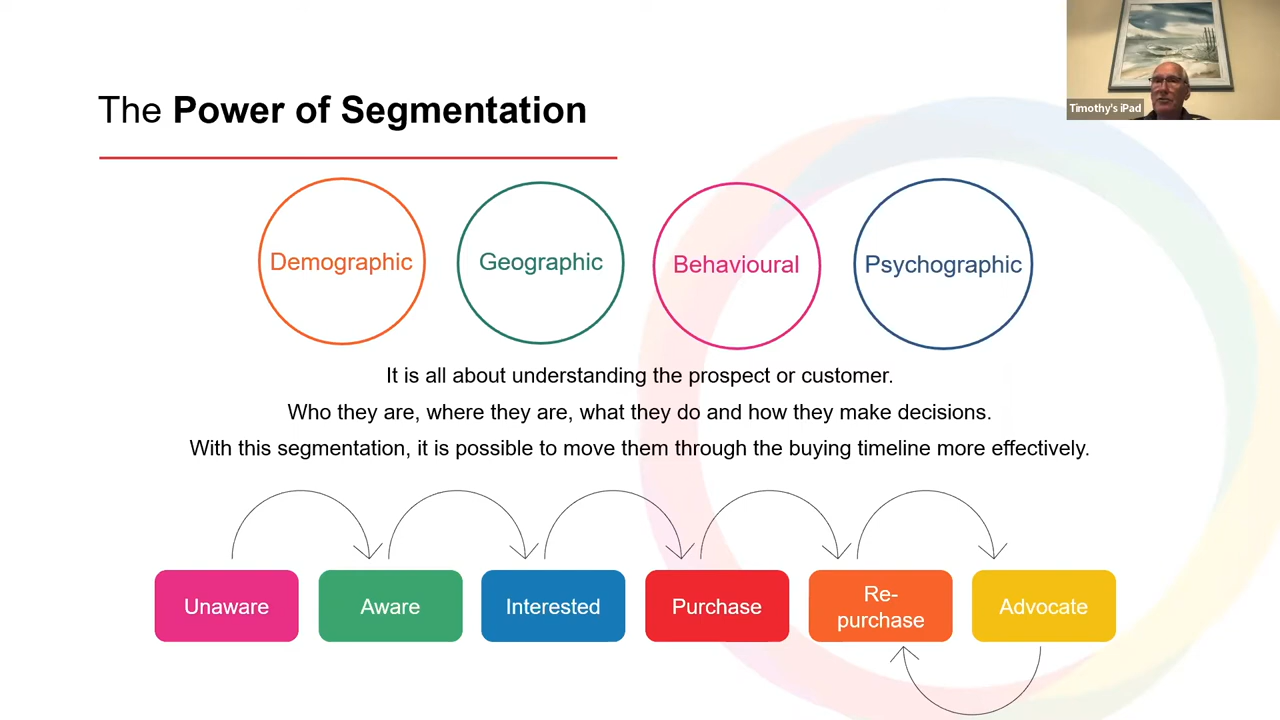 Timothy's iPad
The Power of Segmentation
Demographic
Geographic
Behavioural
Psychographic
It is all about understanding the prospect or customer.
Who they are, where they are, what they do and how they make decisions.
With this segmentation, it is possible to move them through the buying timeline more effectively.
Unaware
Aware
Interested
Purchase
Re-
purchase
Advocate